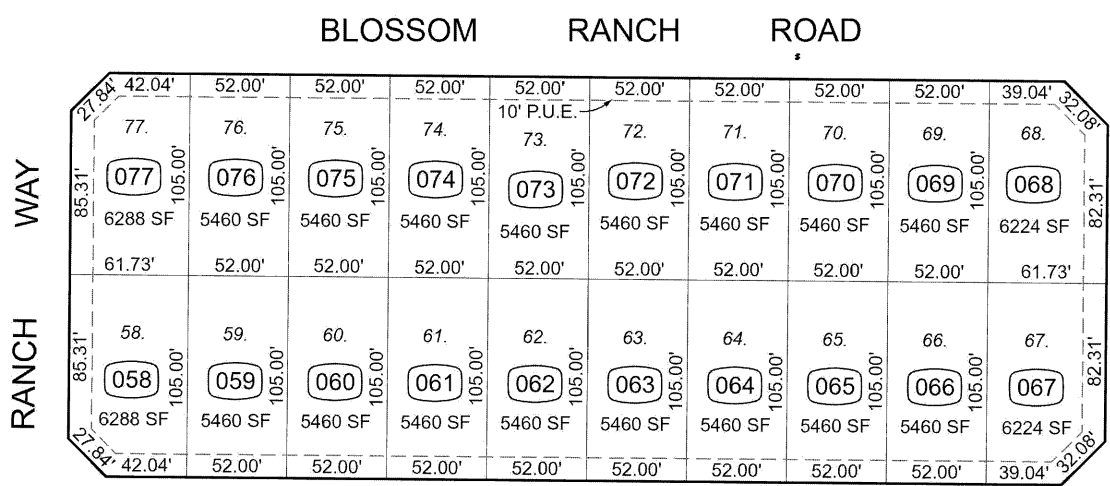 BLOSSOM RANCH ROAD
27.84' 42.04' 52.00' 52.00' 52.00' 52.00' 52.00' 52.00' 52.00' 52.00' 39.04' 32.08'
10' P.U.E.
77. 76. 75. 74. 73. 72. 71. 70. 69. 68.
85.31' 077 105.00' 076 105.00' 075 105.00' 074 105.00' 073 105.00' 072 105.00' 071 105.00' 070 105.00' 069 105.00' 068 82.31'
6288 SF 5460 SF 5460 SF 5460 SF 5460 SF 5460 SF 5460 SF 5460 SF 5460 SF 6224 SF
61.73' 52.00' 52.00' 52.00' 52.00' 52.00' 52.00' 52.00' 52.00' 61.73'
RANCH WAY
58. 59. 60. 61. 62. 63. 64. 65. 66. 67.
85.31' 058 105.00' 059 105.00' 060 105.00' 061 105.00' 062 105.00' 063 105.00' 064 105.00' 065 105.00' 066 105.00' 067 82.31'
6288 SF 5460 SF 5460 SF 5460 SF 5460 SF 5460 SF 5460 SF 5460 SF 5460 SF 6224 SF
27.84' 42.04' 52.00' 52.00' 52.00' 52.00' 52.00' 52.00' 52.00' 52.00' 39.04' 32.08'